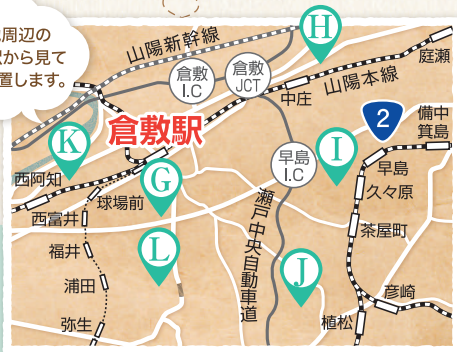 周辺の
駅から見て
置します。
山陽新幹線
H
倉敷
I.C
倉敷
JCT
山陽本線
庭瀬
中庄
倉敷駅
2
備中
箕島
K
早島
I.C
I
早島
久々原
西阿知
G
球場前
西富井
瀬戸中央自動車道
茶屋町
福井
L
J
浦田
彦崎
弥生
植松